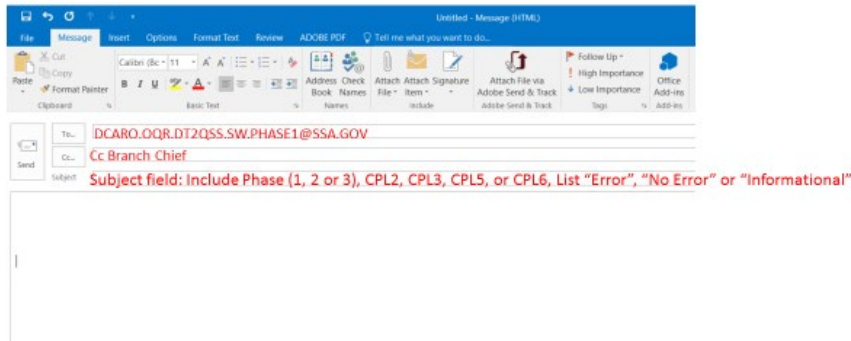 Untitled - Message (HTML)
File Message Insert Options Format Text Review ADOBE PDF Tell me what you want to do...
Cut
Copy
Format Painter
Paste
Clipboard
Calibri (Bc 11 A A
B I U A
Basic Text
Address Book Check Names
Names
Attach File Attach Item Signature
Include
Attach File via Adobe Send & Track
Adobe Send & Track
Follow Up
High Importance
Low Importance
Tags
Office Add-ins
Add-ins
Send
To... DCARO.OQR.DT2QSS.SW.PHASE1@SSA.GOV
Cc... Cc Branch Chief
Subject Subject field: Include Phase (1, 2 or 3), CPL2, CPL3, CPL5, or CPL6, List “Error”, “No Error” or “Informational”